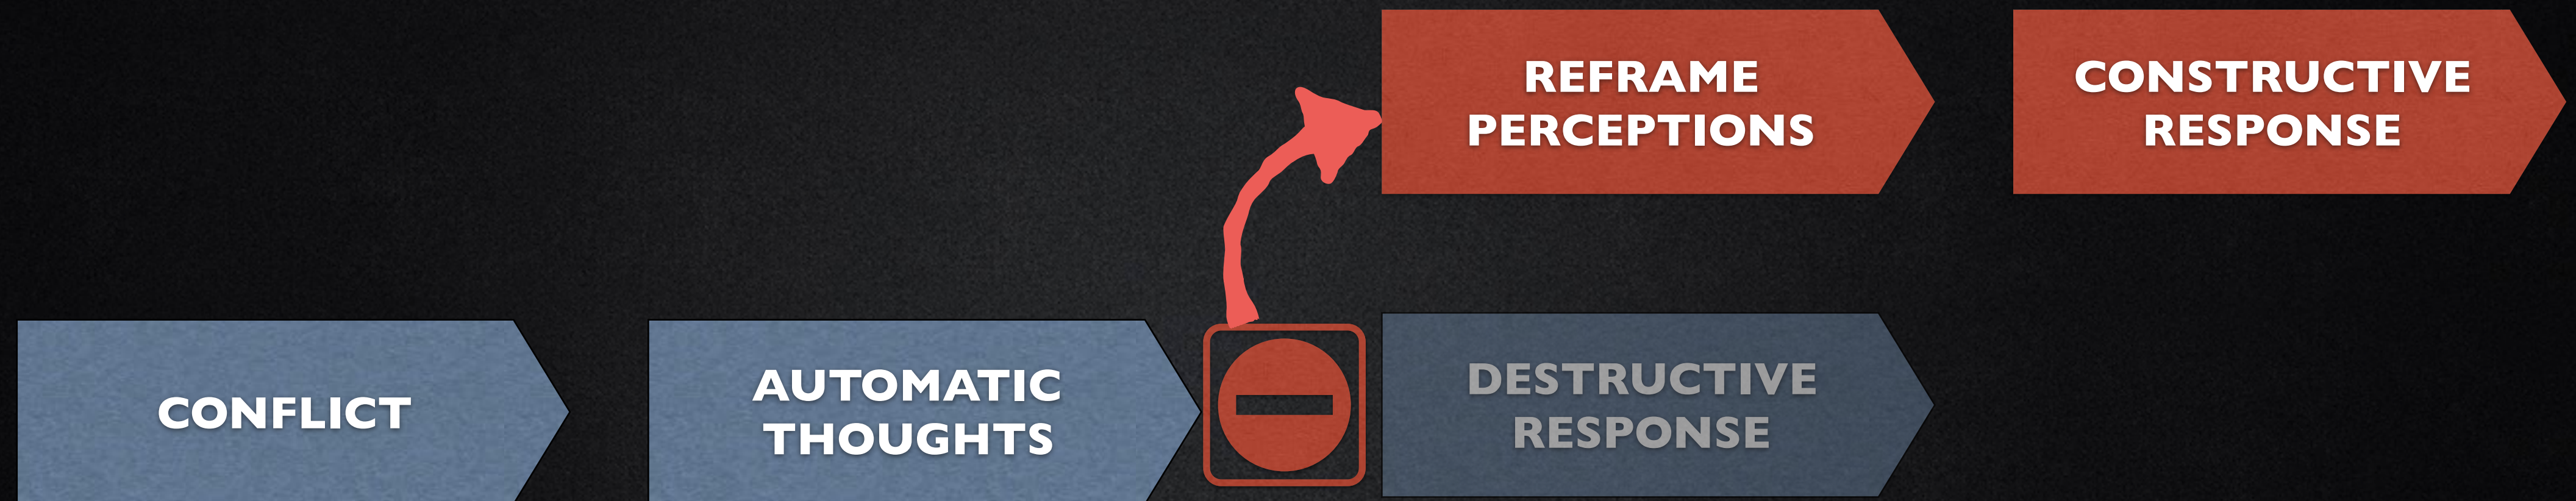 REFRAME
PERCEPTIONS
CONSTRUCTIVE
RESPONSE
CONFLICT
AUTOMATIC
THOUGHTS
DESTRUCTIVE
RESPONSE